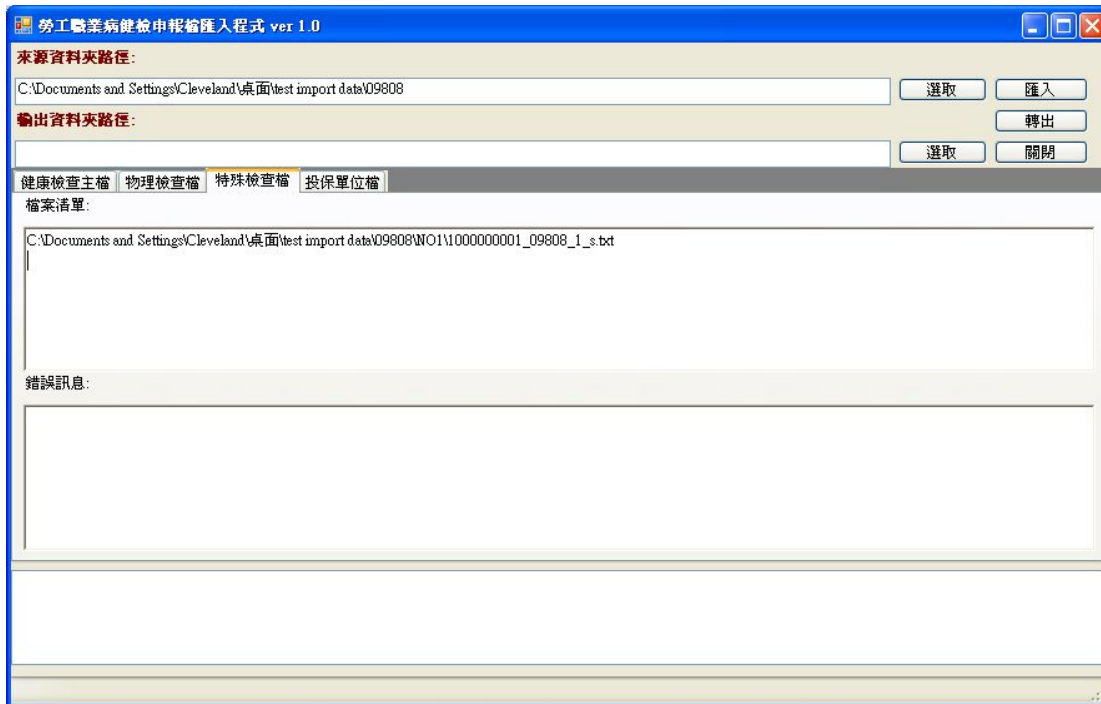 勞工職業病健檢申報檔匯入程式 ver 1.0
來源資料夾路徑:
C:\Documents and Settings\Cleveland\桌面\test import data\09808
選取
匯入
輸出資料夾路徑:
轉出
選取
關閉
健康檢查主檔 物理檢查檔 特殊檢查檔 投保單位檔
檔案清單:
C:\Documents and Settings\Cleveland\桌面\test import data\09808\NO1\1000000001_09808_1_s.txt
錯誤訊息: